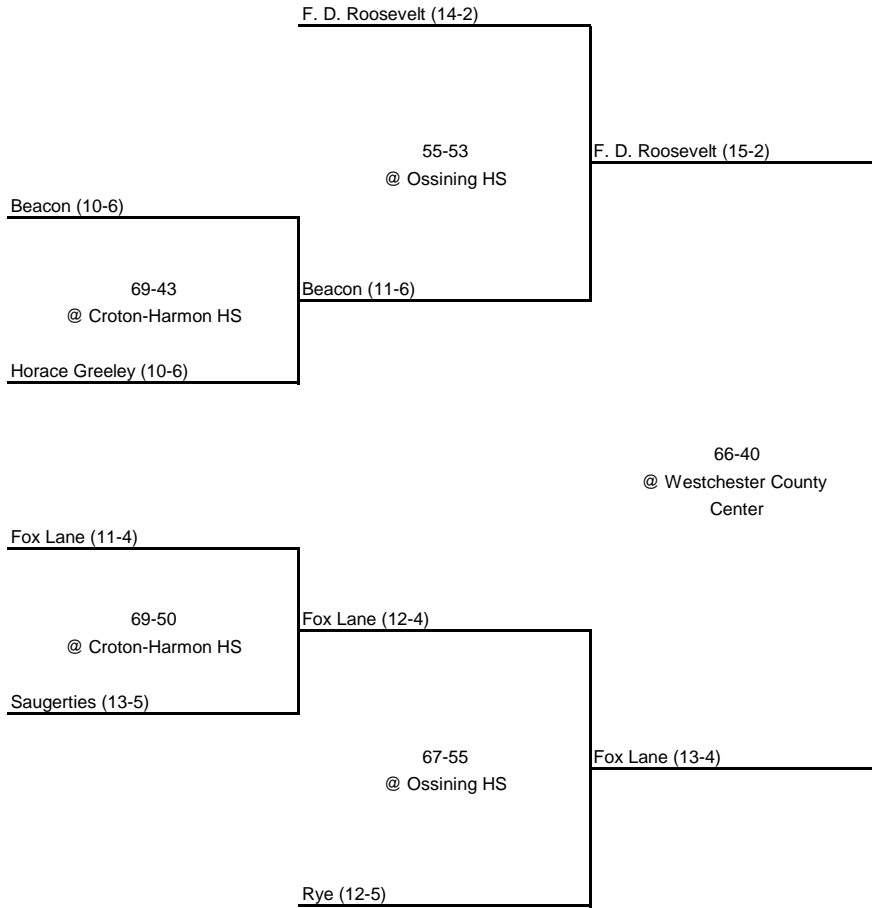 F. D. Roosevelt (14-2)
55-53
@ Ossining HS
F. D. Roosevelt (15-2)
Beacon (10-6)
69-43
@ Croton-Harmon HS
Beacon (11-6)
Horace Greeley (10-6)
66-40
@ Westchester County
Center
Fox Lane (11-4)
69-50
@ Croton-Harmon HS
Fox Lane (12-4)
Saugerties (13-5)
67-55
@ Ossining HS
Fox Lane (13-4)
Rye (12-5)